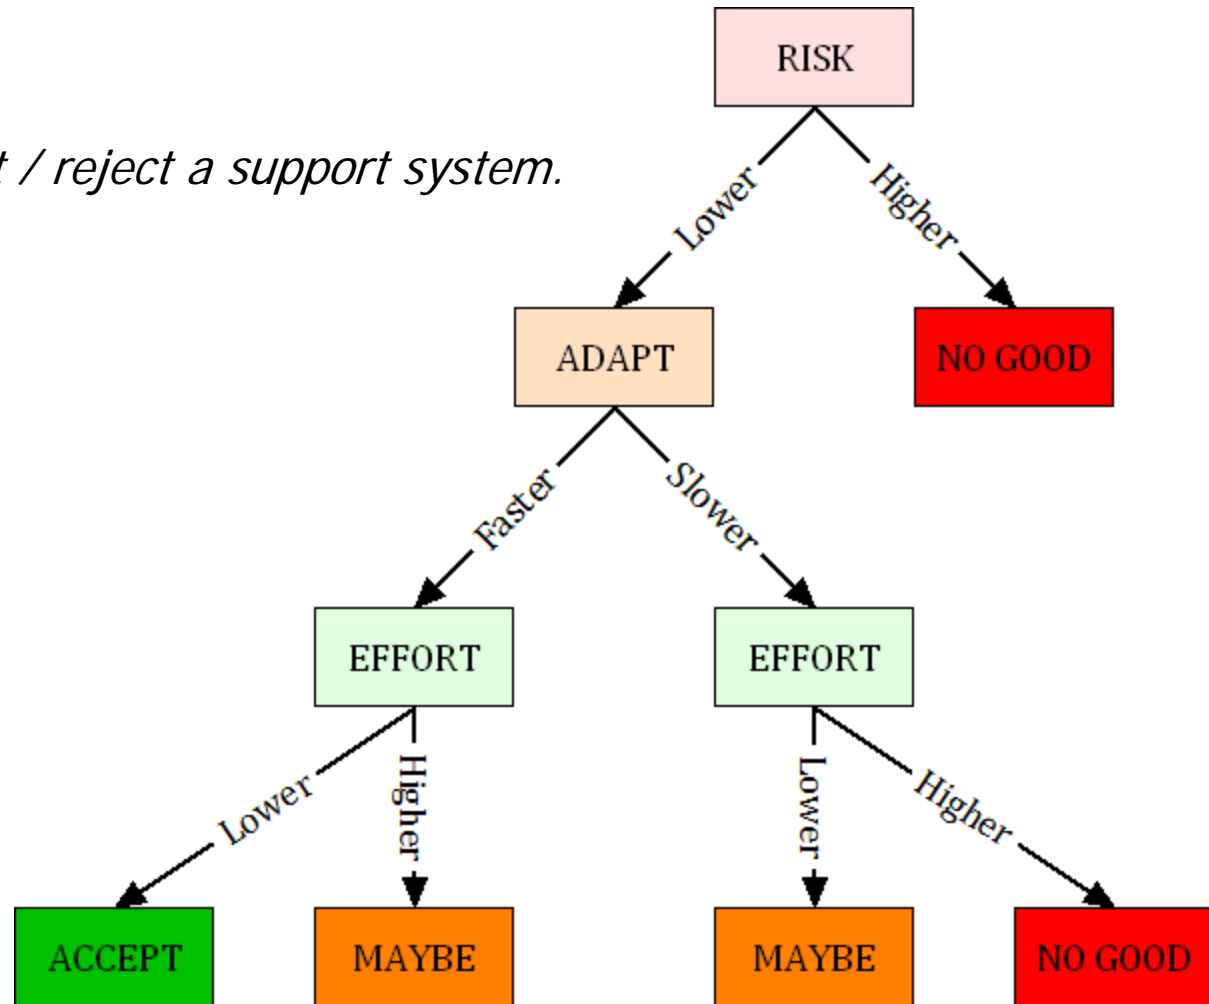 RISK
t / reject a support system.
Lower
Higher
ADAPT
NO GOOD
Faster
Slower
EFFORT
EFFORT
Lower
Higher
Lower
Higher
ACCEPT
MAYBE
MAYBE
NO GOOD